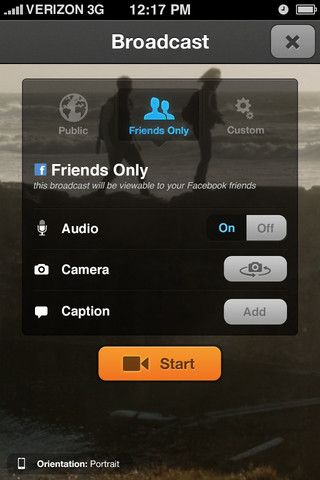 VERIZON 3G 12:17 PM
Broadcast
Public Friends Only Custom
f Friends Only
this broadcast will be viewable to your Facebook friends
Audio On Off
Camera
Caption Add
Start
Orientation: Portrait